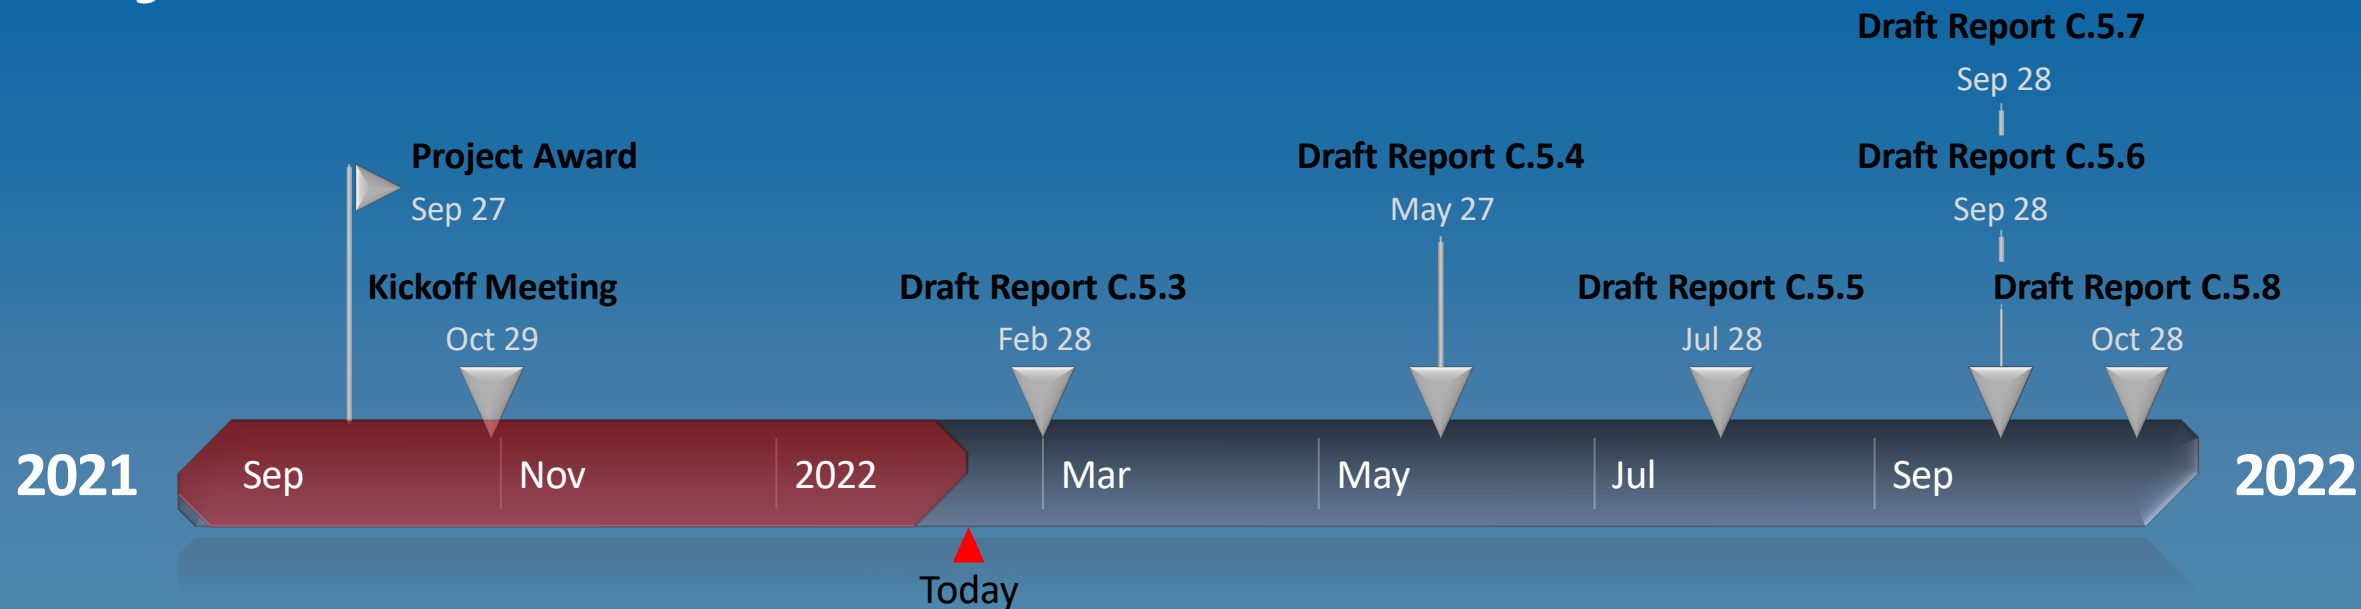 Draft Report C.5.7
Sep 28
Project Award
Sep 27
Draft Report C.5.4
May 27
Draft Report C.5.6
Sep 28
Kickoff Meeting
Oct 29
Draft Report C.5.3
Feb 28
Draft Report C.5.5
Jul 28
Draft Report C.5.8
Oct 28
2021
Sep
Nov
2022
Mar
May
Jul
Sep
2022
Today